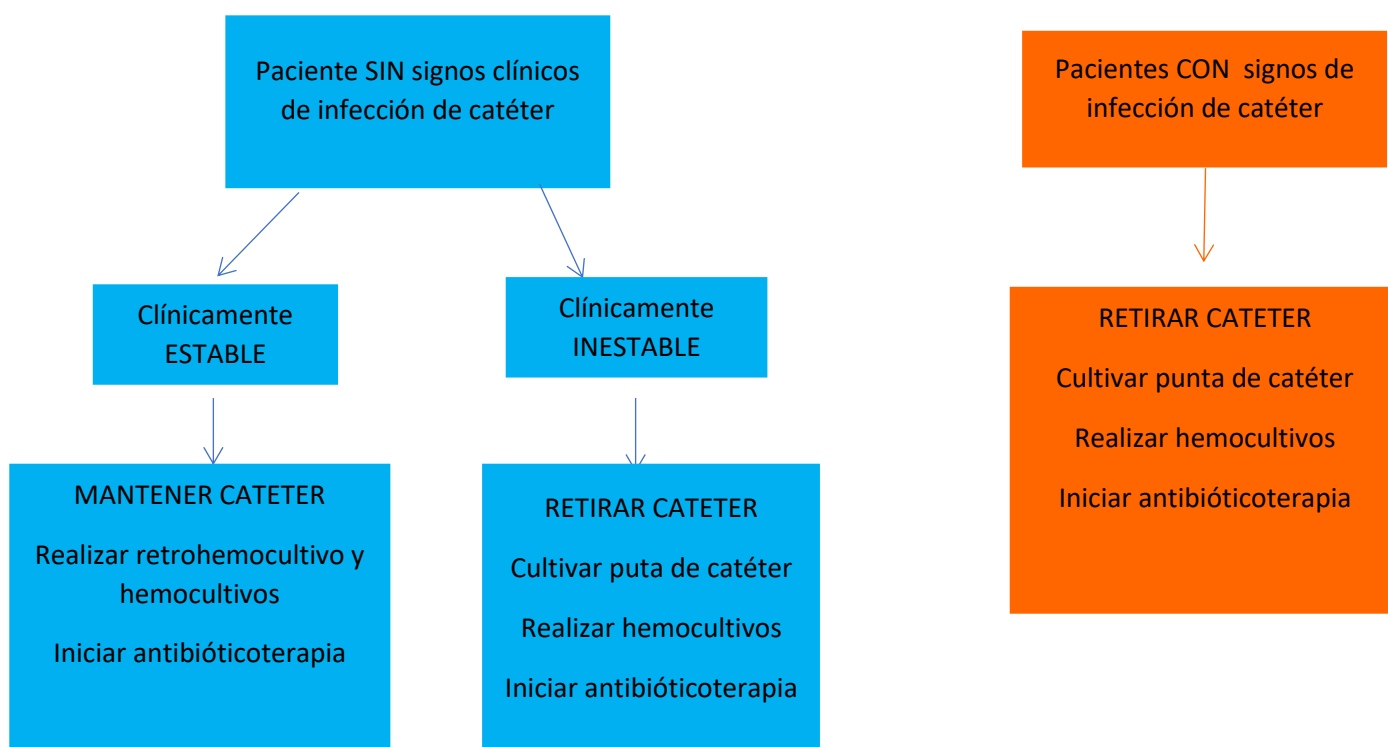 Paciente SIN signos clínicos
de infección de catéter
Pacientes CON signos de
infección de catéter
Clínicamente
ESTABLE
Clínicamente
INESTABLE
MANTENER CATETER
Realizar retrohemocultivo y
hemocultivos
Iniciar antibióticoterapia
RETIRAR CATETER
Cultivar puta de catéter
Realizar hemocultivos
Iniciar antibióticoterapia
RETIRAR CATETER
Cultivar punta de catéter
Realizar hemocultivos
Iniciar antibióticoterapia